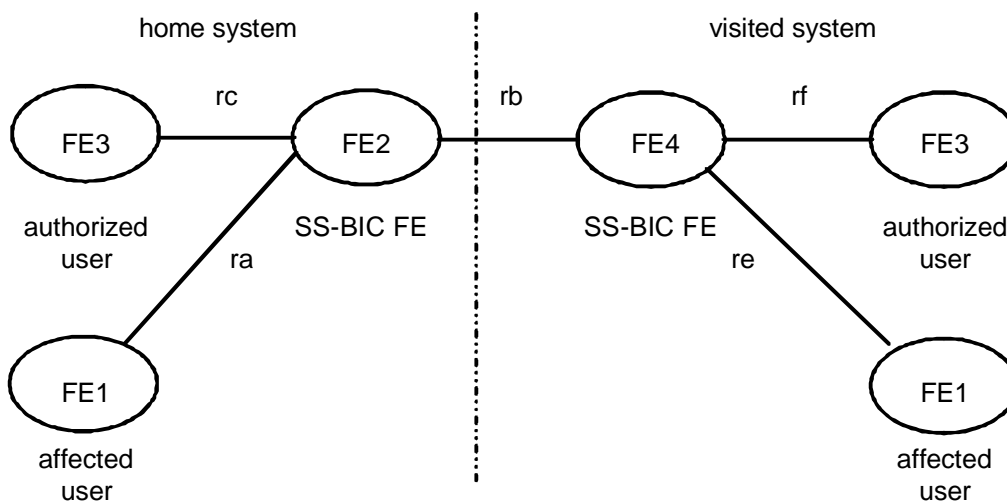 home system
visited system
rc
rb
rf
FE3
FE2
FE4
FE3
authorized
user
SS-BIC FE
SS-BIC FE
authorized
user
ra
re
FE1
FE1
affected
user
affected
user